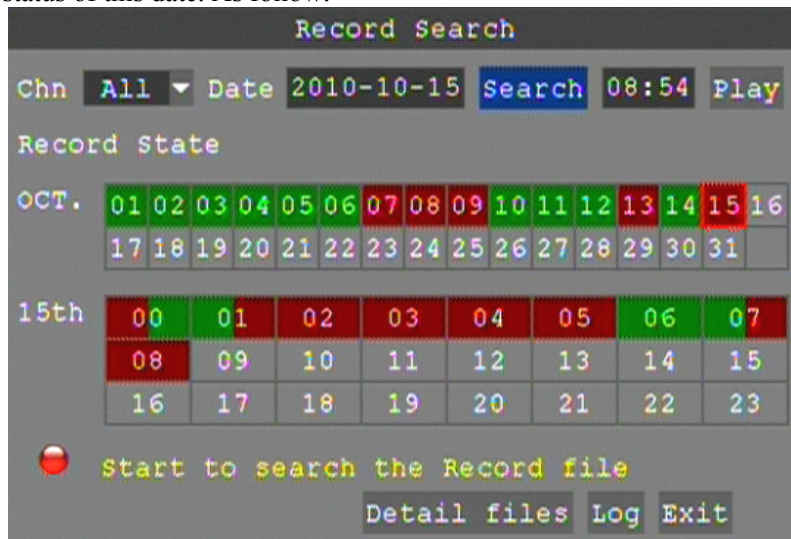 status of this date. As follow:
Record Search
Chn All Date 2010-10-15 Search 08:54 Play
Record State
OCT. 01 02 03 04 05 06 07 08 09 10 11 12 13 14 15 16
17 18 19 20 21 22 23 24 25 26 27 28 29 30 31
15th 00 01 02 03 04 05 06 07
08 09 10 11 12 13 14 15
16 17 18 19 20 21 22 23
Start to search the Record file
Detail files Log Exit